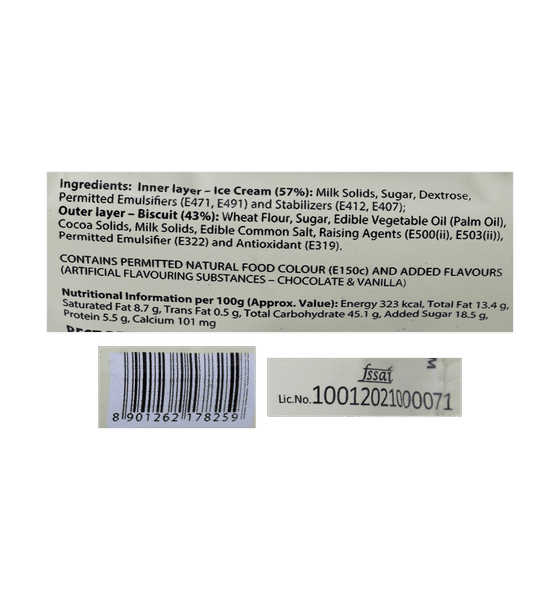 Ingredients: Inner layer – Ice Cream (57%): Milk Solids, Sugar, Dextrose,
Permitted Emulsifiers (E471, E491) and Stabilizers (E412, E407);
Outer layer – Biscuit (43%): Wheat Flour, Sugar, Edible Vegetable Oil (Palm Oil),
Cocoa Solids, Milk Solids, Edible Common Salt, Raising Agents (E500(ii), E503(ii)),
Permitted Emulsifier (E322) and Antioxidant (E319).
CONTAINS PERMITTED NATURAL FOOD COLOUR (E150c) AND ADDED FLAVOURS
(ARTIFICIAL FLAVOURING SUBSTANCES – CHOCOLATE & VANILLA)
Nutritional Information per 100g (Approx. Value): Energy 323 kcal, Total Fat 13.4 g,
Saturated Fat 8.7 g, Trans Fat 0.5 g, Total Carbohydrate 45.1 g, Added Sugar 18.5 g,
Protein 5.5 g, Calcium 101 mg
8 901262 178259
fssai
Lic.No. 10012021000071